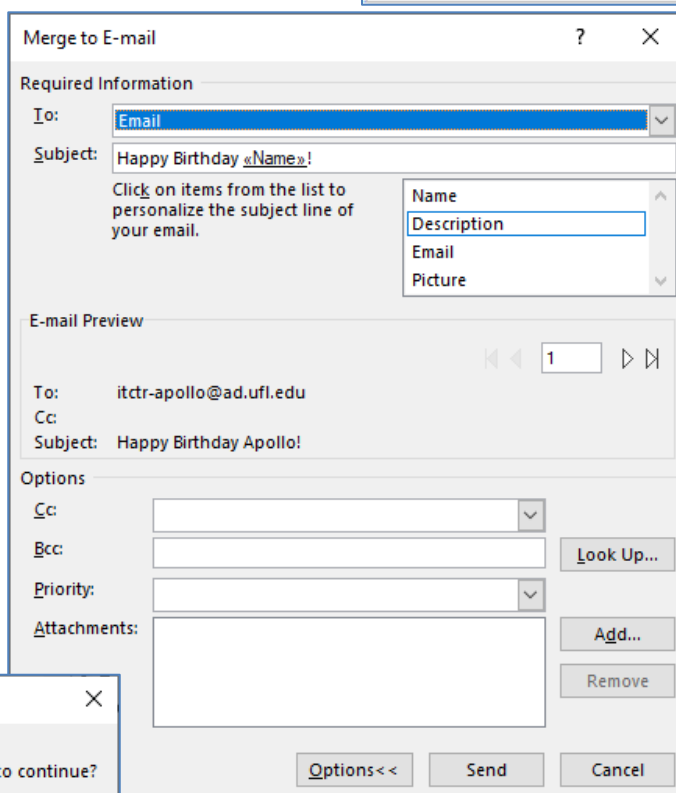 Merge to E-mail ?
Required Information
To: Email
Subject: Happy Birthday «Name»!
Click on items from the list to
personalize the subject line of
your email.
Name
Description
Email
Picture
E-mail Preview
1
To: itctr-apollo@ad.ufl.edu
Cc:
Subject: Happy Birthday Apollo!
Options
Cc:
Bcc:
Look Up...
Priority:
Attachments:
Add...
Remove
to continue?
Options<<
Send
Cancel